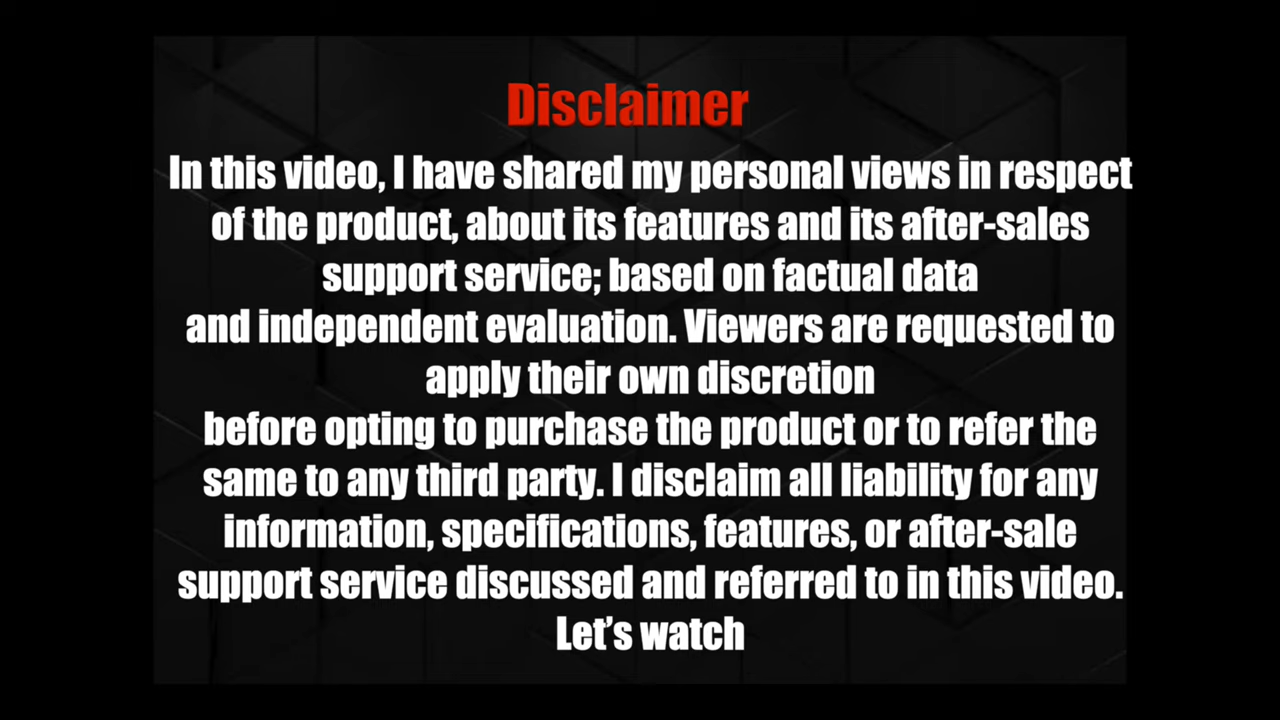 Disclaimer
In this video, I have shared my personal views in respect
of the product, about its features and its after-sales
support service; based on factual data
and independent evaluation. Viewers are requested to
apply their own discretion
before opting to purchase the product or to refer the
same to any third party. I disclaim all liability for any
information, specifications, features, or after-sale
support service discussed and referred to in this video.
Let’s watch